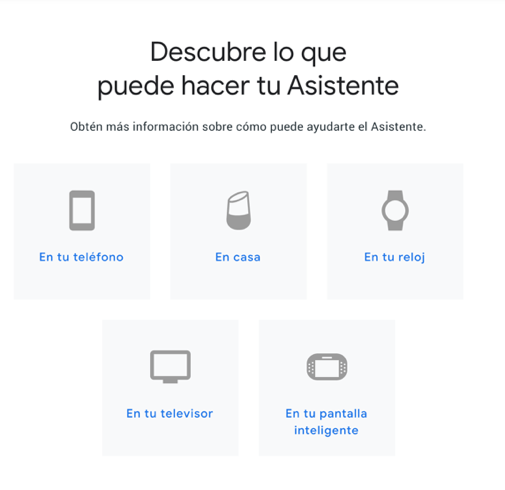 Descubre lo que
puede hacer tu Asistente
Obtén más información sobre cómo puede ayudarte el Asistente.
En tu teléfono
En casa
En tu reloj
En tu televisor
En tu pantalla
inteligente